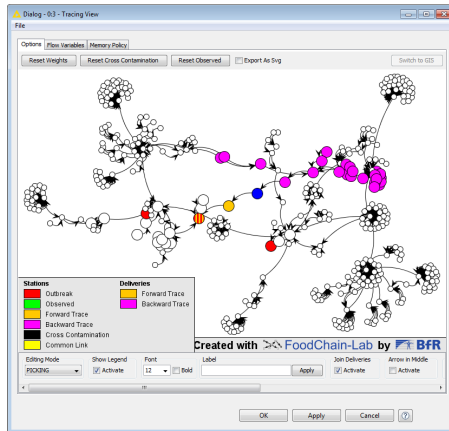 Dialog - 0:3 - Tracing View
File
Options Flow Variables Memory Policy
Reset Weights Reset Cross Contamination Reset Observed Export As Svg Switch to GIS
Stations Deliveries
Outbreak Forward Trace
Observed Backward Trace
Forward Trace
Backward Trace
Cross Contamination
Common Link
Created with FoodChain-Lab by BfR
Editing Mode Show Legend Font Label Join Deliveries Arrow in Middle
PICKING Activate 12 Bold Apply Activate Activate
OK Apply Cancel ?